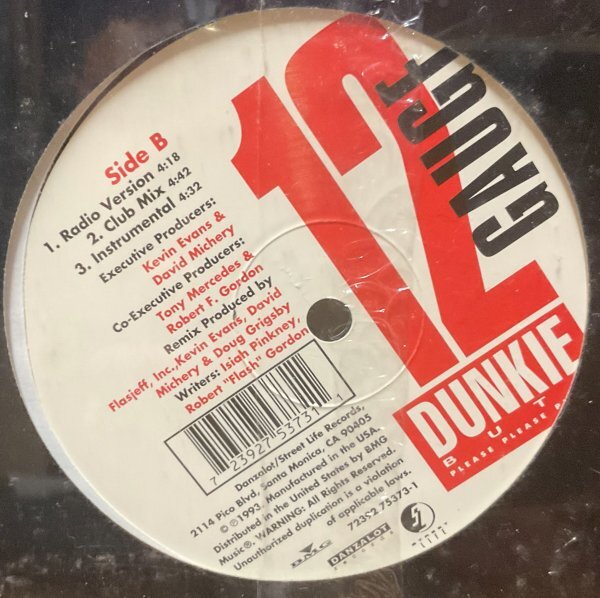 12
GAUGE
DUNKIE
BUT
PLEASE PLEASE P
Side B
1. Radio Version 4:18
2. Club Mix 4:42
3. Instrumental 4:32
Executive Producers:
Kevin Evans &
David Michery
Co-Executive Producers:
Tony Mercedes &
Robert F. Gordon
Remix Produced by
Flasjeff, Inc.,Kevin Evans, David
Michery & Doug Grigsby
Writers: Isiah Pinkney,
Robert "Flash" Gordon
7 23927 53731 1
Danzalot/Street Life Records,
2114 Pico Blvd, Santa Monica, CA 90405
© ℗ 1993. Manufactured in the USA.
Distributed in the United States by BMG
Music®. WARNING: All Rights Reserved.
Unauthorized duplication is a violation
of applicable laws.
72392-75373-1
BMG
DANZALOT
RECORDS